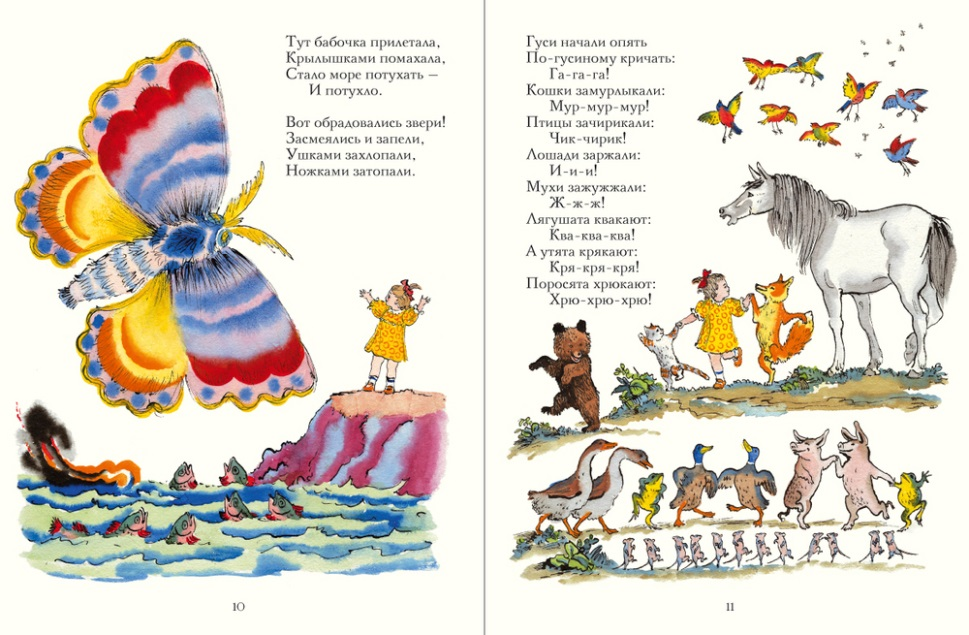 Тут бабочка прилетала,
Крылышками помахала,
Стало море потухать –
И потухло.
Вот обрадовались звери!
Засмеялись и запели,
Ушками захлопали,
Ножками затопали.
10
Гуси начали опять
По-гусиному кричать:
Га-га-га!
Кошки замурлыкали:
Мур-мур-мур!
Птицы зачирикали:
Чик-чирик!
Лошади заржали:
И-и-и!
Мухи зажужжали:
Ж-ж-ж!
Лягушата квакают:
Ква-ква-ква!
А утята крякают:
Кря-кря-кря!
Поросята хрюкают:
Хрю-хрю-хрю!
11